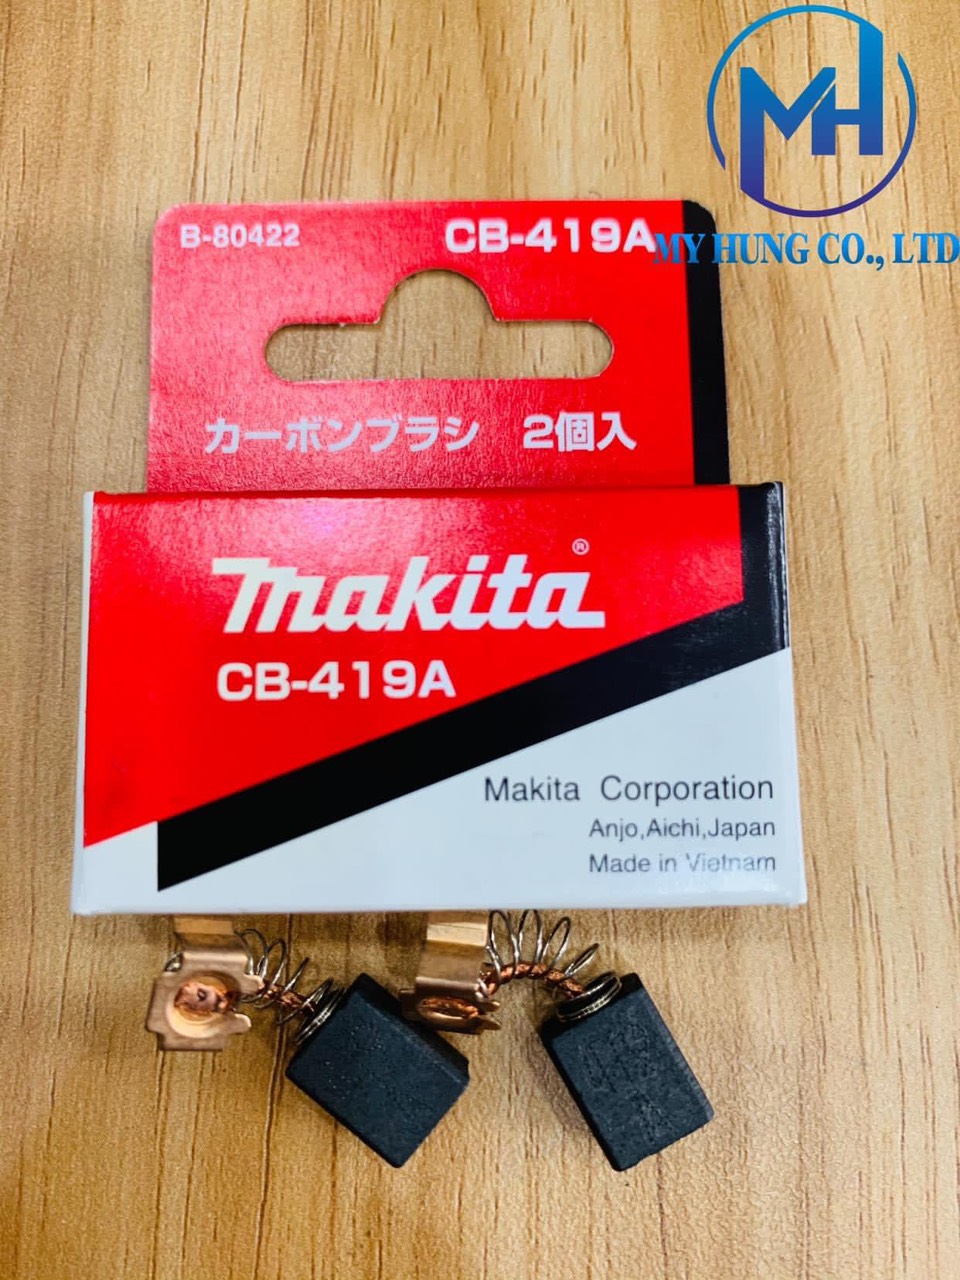 MH
MY HUNG CO., LTD
B-80422 CB-419A
カーボンブラシ 2個入
makita®
CB-419A
Makita Corporation
Anjo,Aichi,Japan
Made in Vietnam